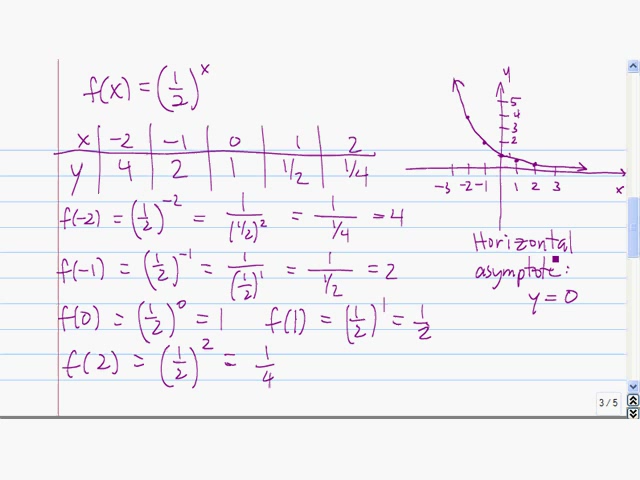 f(x) = (1/2)^x
x -2 -1 0 1 2
y 4 2 1 1/2 1/4
f(-2) = (1/2)^-2 = 1/(1/2)^2 = 1/(1/4) = 4
f(-1) = (1/2)^-1 = 1/(1/2)^1 = 1/(1/2) = 2
f(0) = (1/2)^0 = 1 f(1) = (1/2)^1 = 1/2
f(2) = (1/2)^2 = 1/4
y
5
4
3
2
1
-3 -2 -1 1 2 3 x
Horizontal
asymptote:
y = 0
3/5